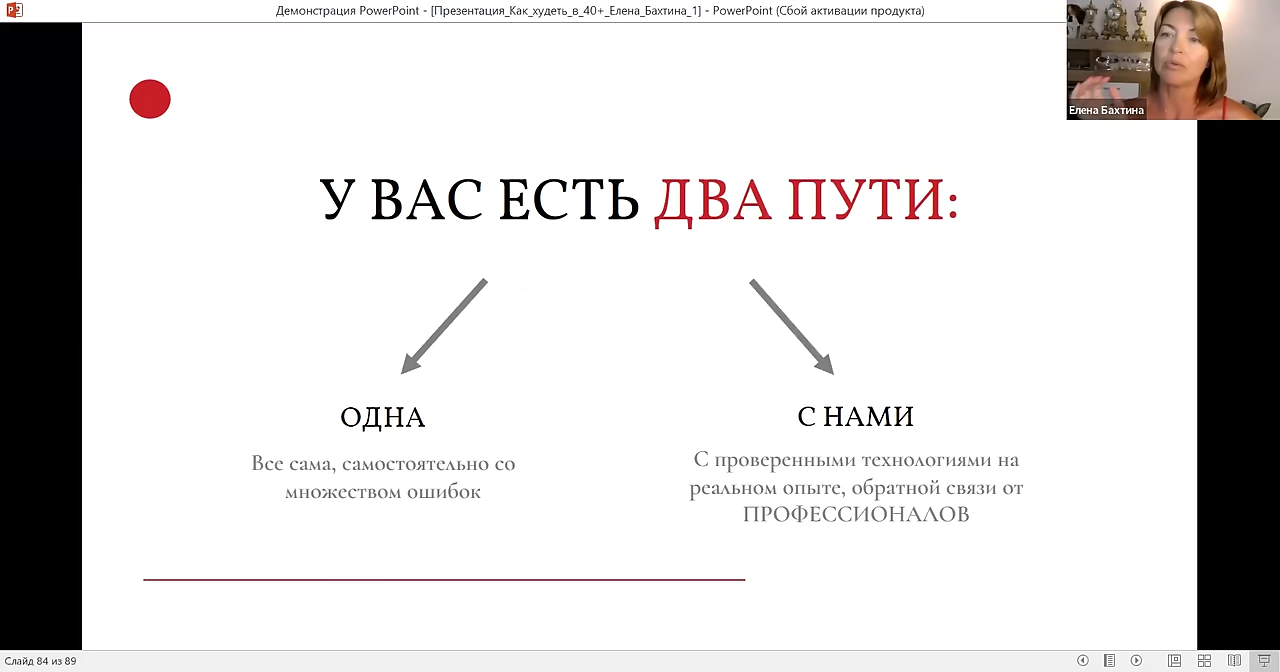 Демонстрация PowerPoint - [Презентация_Как_худеть_в_40+_Елена_Бахтина_1] - PowerPoint (Сбой активации продукта)
Елена Бахтина
У ВАС ЕСТЬ ДВА ПУТИ:
ОДНА
Все сама, самостоятельно со
множеством ошибок
С НАМИ
С проверенными технологиями на
реальном опыте, обратной связи от
ПРОФЕССИОНАЛОВ
Слайд 84 из 89